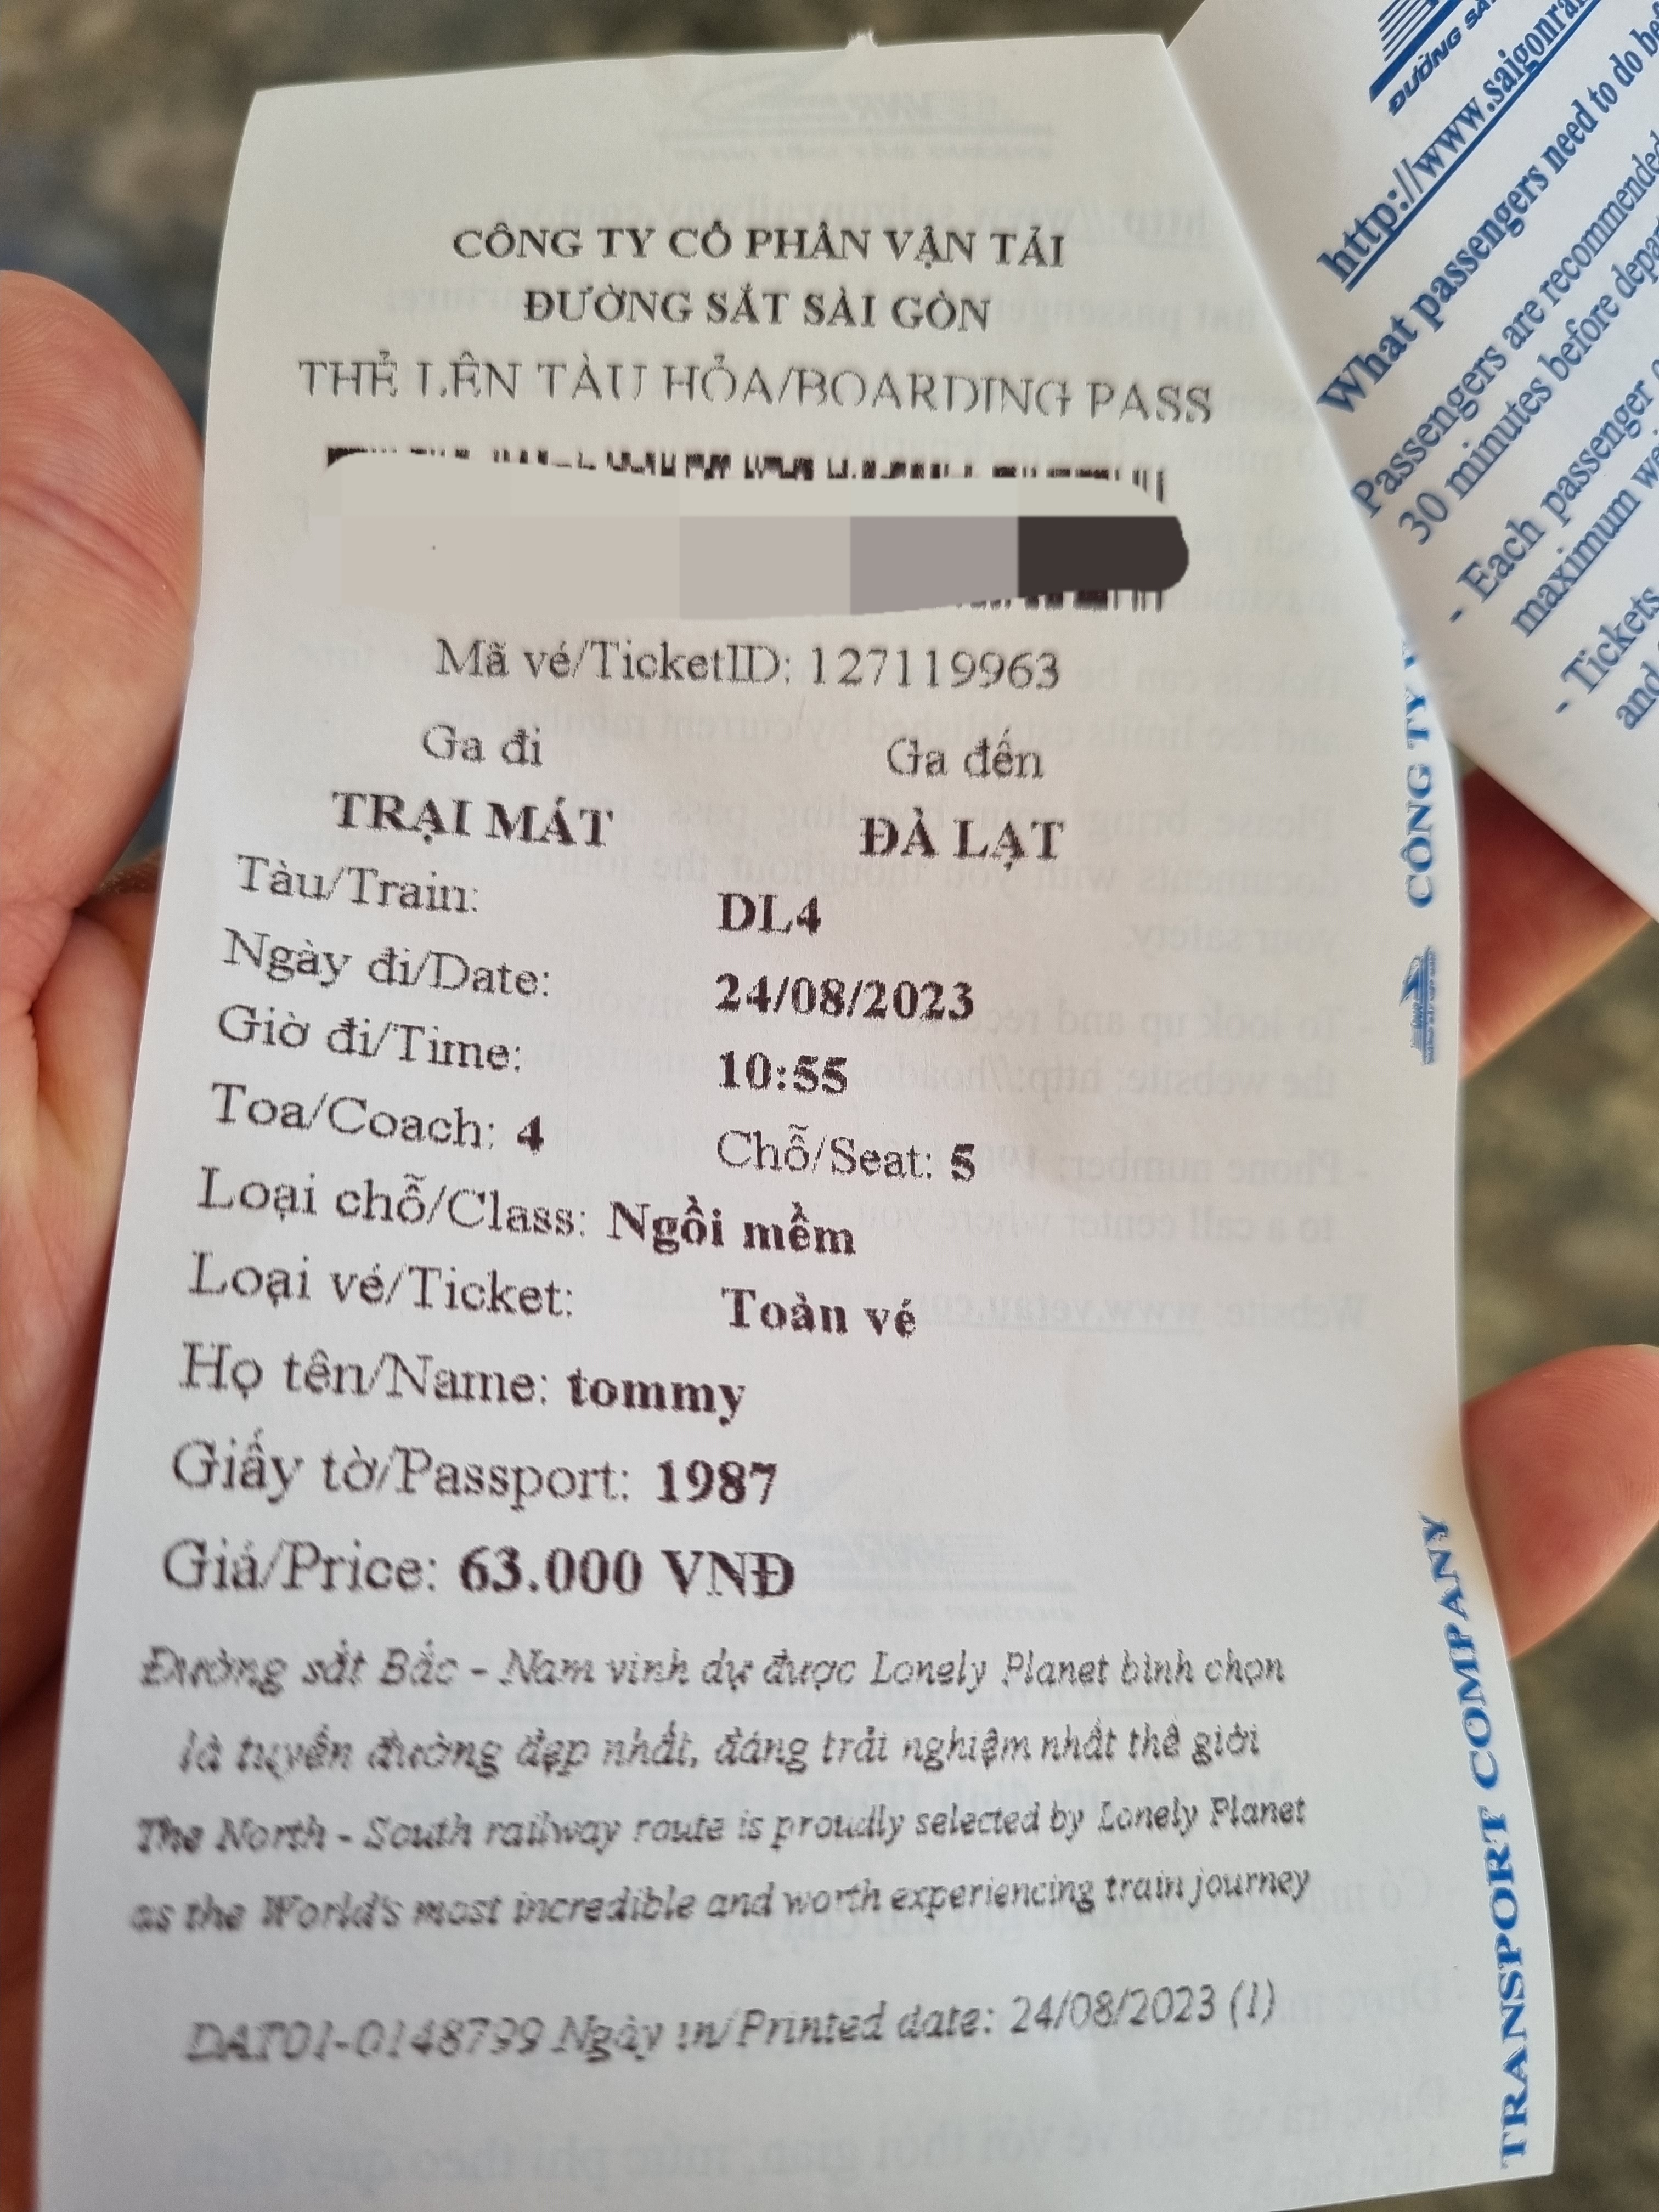 CÔNG TY CỔ PHẦN VẬN TẢI
ĐƯỜNG SẮT SÀI GÒN
THẺ LÊN TÀU HỎA/BOARDING PASS
Mã vé/TicketID: 127119963
Ga đi Ga đến
TRẠI MÁT ĐÀ LẠT
Tàu/Train: DL4
Ngày đi/Date: 24/08/2023
Giờ đi/Time: 10:55
Toa/Coach: 4 Chỗ/Seat: 5
Loại chỗ/Class: Ngồi mềm
Loại vé/Ticket: Toàn vé
Họ tên/Name: tommy
Giấy tờ/Passport: 1987
Giá/Price: 63.000 VNĐ
Đường sắt Bắc - Nam vinh dự được Lonely Planet bình chọn
là tuyến đường đẹp nhất, đáng trải nghiệm nhất thế giới
The North - South railway route is proudly selected by Lonely Planet
as the World's most incredible and worth experiencing train journey
DAT01-0148799 Ngày in/Printed date: 24/08/2023 (1)
CÔNG TY
TRANSPORT COMPANY
ĐƯỜNG
http://www.saigonra
What passengers need to do
Passengers are recommended
30 minutes before
- Each passenger
maximum
- Tickets
and